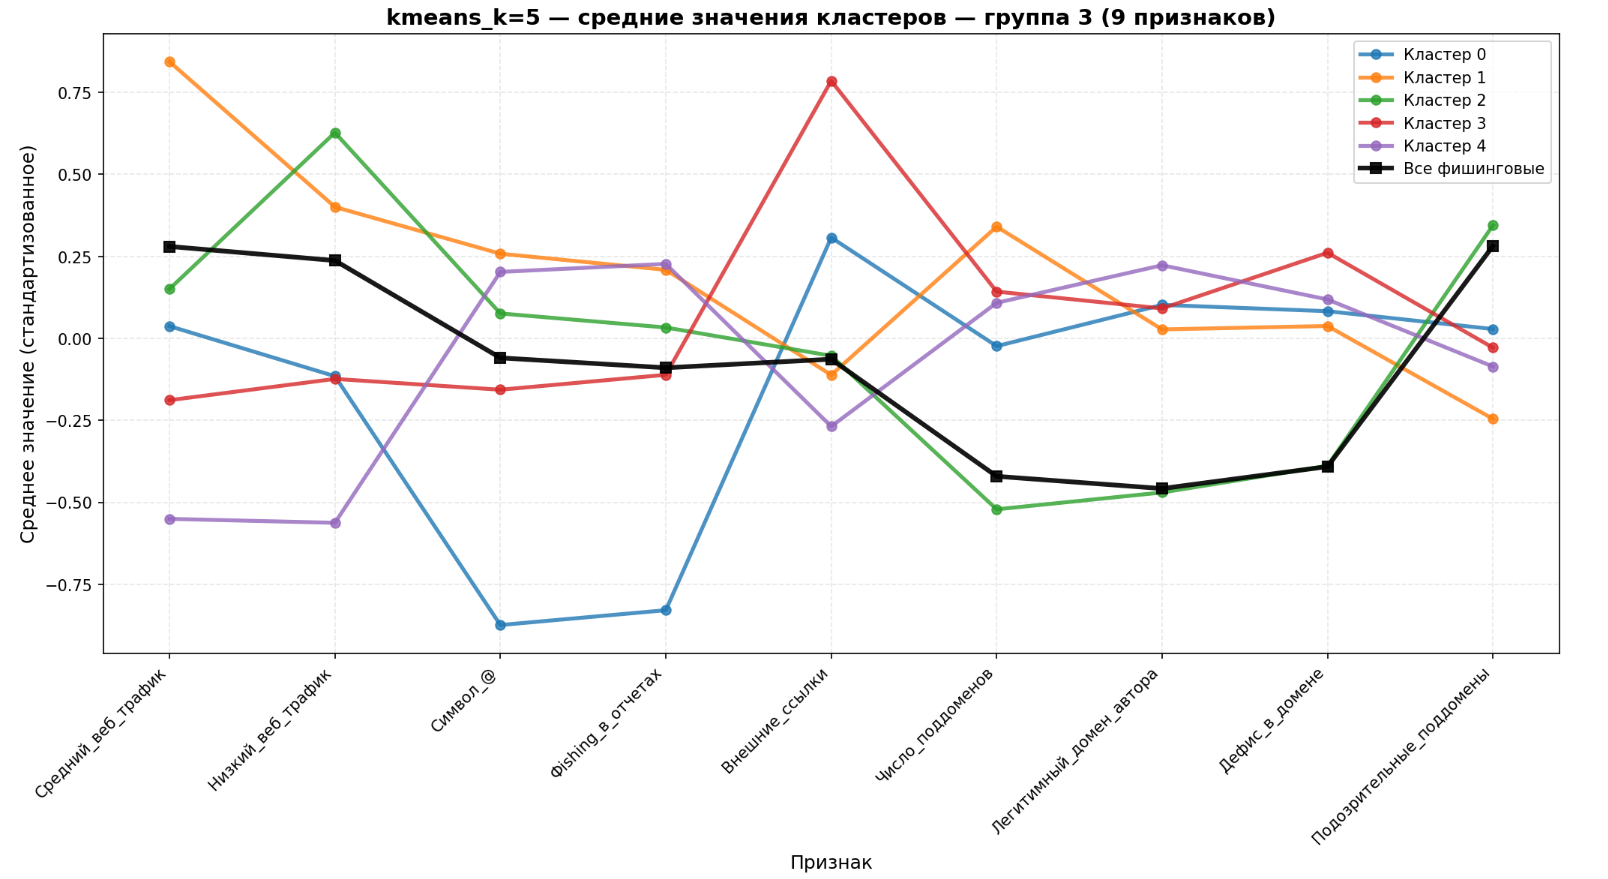 kmeans_k=5 — средние значения кластеров — группа 3 (9 признаков)
Среднее значение (стандартизованное)
0.75
0.50
0.25
0.00
−0.25
−0.50
−0.75
Кластер 0
Кластер 1
Кластер 2
Кластер 3
Кластер 4
Все фишинговые
Средний_веб_трафик
Низкий_веб_трафик
Символ_@
Фishing_в_отчетах
Внешние_ссылки
Число_поддоменов
Легитимный_домен_автора
Дефис_в_домене
Подозрительные_поддомены
Признак